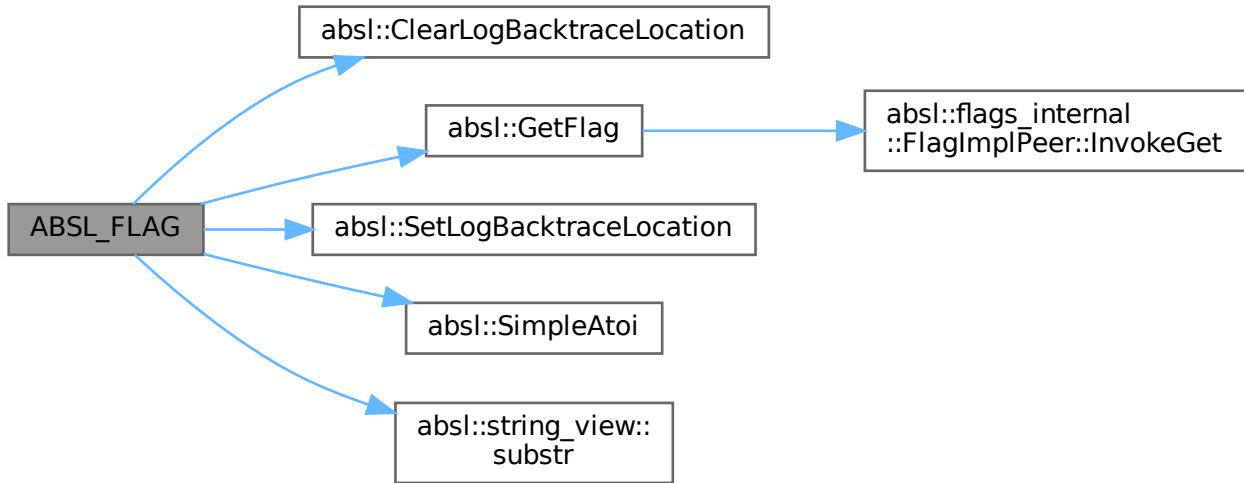 absl::ClearLogBacktraceLocation
absl::GetFlag
absl::flags_internal
::FlagImplPeer::InvokeGet
ABSL_FLAG
absl::SetLogBacktraceLocation
absl::SimpleAtoi
absl::string_view::
substr